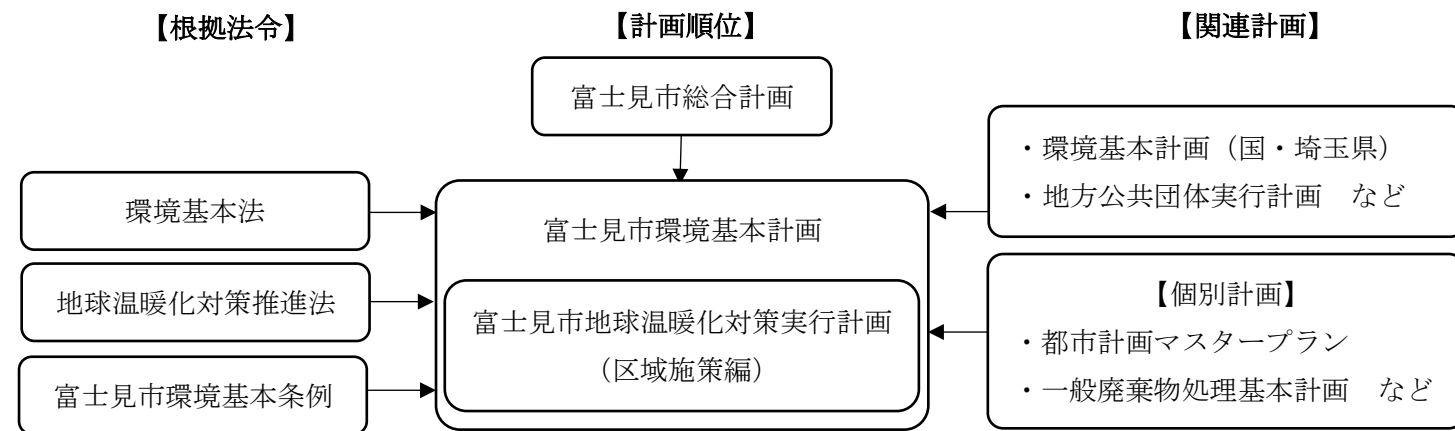 【根拠法令】
【計画順位】
【関連計画】
富士見市総合計画
環境基本法
地球温暖化対策推進法
富士見市環境基本条例
富士見市環境基本計画
富士見市地球温暖化対策実行計画
（区域施策編）
・環境基本計画（国・埼玉県）
・地方公共団体実行計画　など
【個別計画】
・都市計画マスタープラン
・一般廃棄物処理基本計画　など